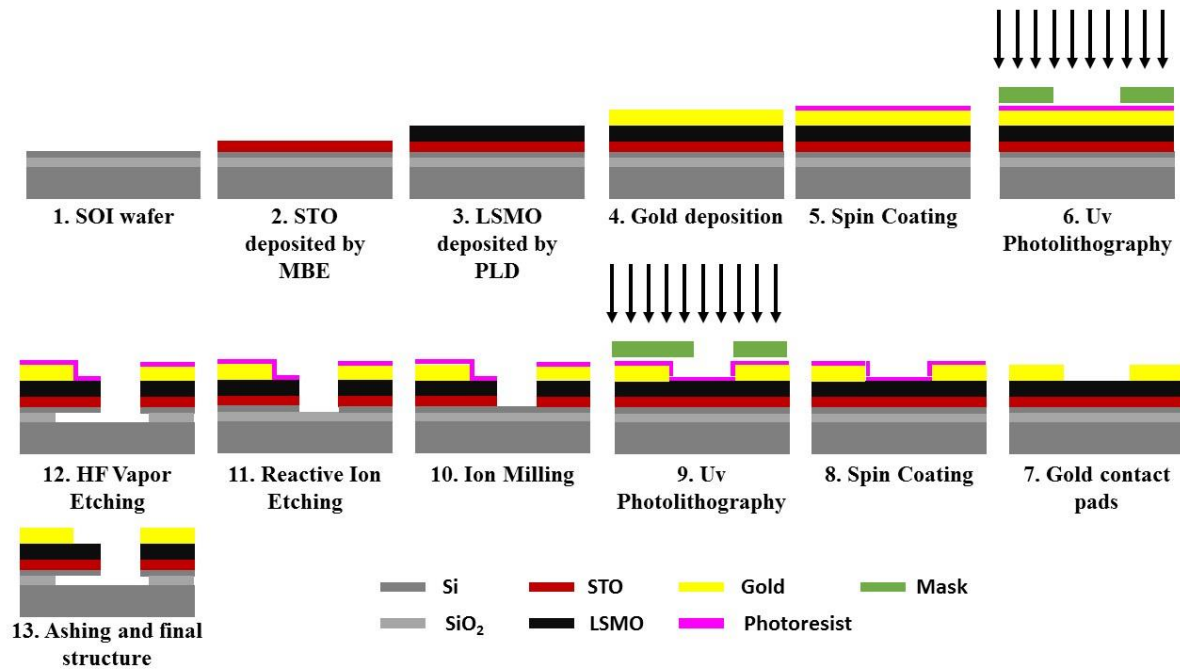 1. SOI wafer
2. STO
deposited by
MBE
3. LSMO
deposited by
PLD
4. Gold deposition
5. Spin Coating
6. Uv
Photolithography
12. HF Vapor
Etching
11. Reactive Ion
Etching
10. Ion Milling
9. Uv
Photolithography
8. Spin Coating
7. Gold contact
pads
13. Ashing and final
structure
Si
STO
Gold
Mask
SiO₂
LSMO
Photoresist